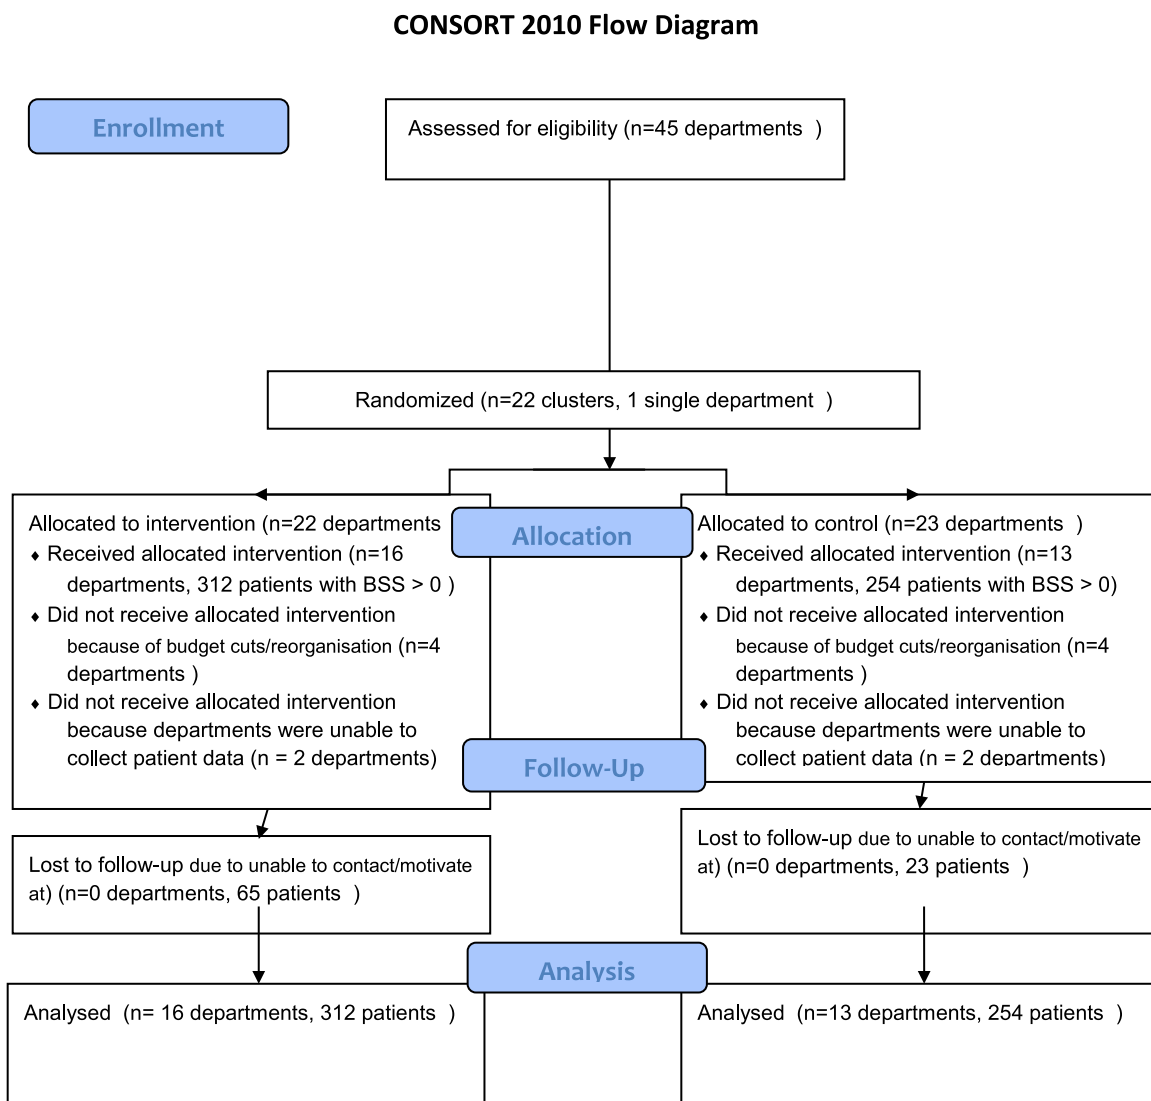 CONSORT 2010 Flow Diagram
Enrollment
Assessed for eligibility (n=45 departments  )
Randomized (n=22 clusters, 1 single department  )
Allocation
Allocated to intervention (n=22 departments
♦ Received allocated intervention (n=16
departments, 312 patients with BSS > 0 )
♦ Did not receive allocated intervention
because of budget cuts/reorganisation (n=4
departments )
♦ Did not receive allocated intervention
because departments were unable to
collect patient data (n = 2 departments)
Allocated to control (n=23 departments  )
♦ Received allocated intervention (n=13
departments, 254 patients with BSS > 0)
♦ Did not receive allocated intervention
because of budget cuts/reorganisation (n=4
departments )
♦ Did not receive allocated intervention
because departments were unable to
collect patient data (n = 2 departments)
Follow-Up
Lost to follow-up due to unable to contact/motivate
at) (n=0 departments, 65 patients  )
Lost to follow-up due to unable to contact/motivate
at) (n=0 departments, 23 patients  )
Analysis
Analysed  (n= 16 departments, 312 patients  )
Analysed  (n=13 departments, 254 patients  )